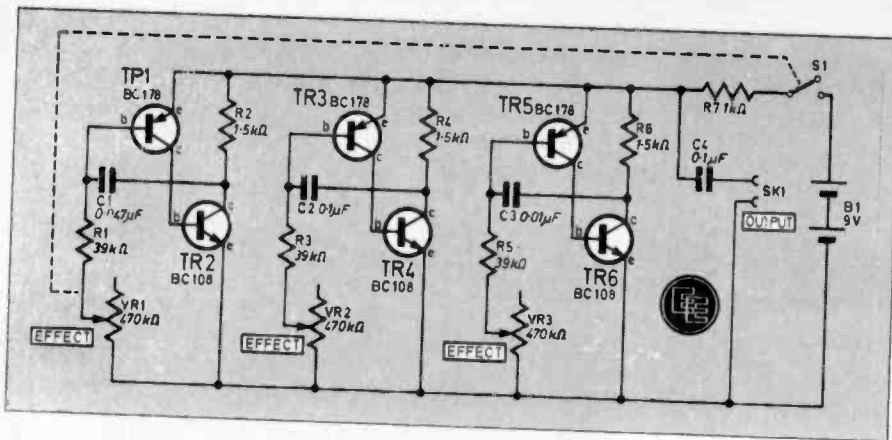 TP1
BC178
R2
1·5kΩ
TR3 BC178
R4
1·5kΩ
TR5 BC178
R6
1·5kΩ
R7 1kΩ
S1
b
e
c
b
e
c
b
e
c
C4
0·1µF
SK1
OUTPUT
B1
9V
C1
0·047µF
C2 0·1µF
C3 0·01µF
b
c
e
b
c
e
b
c
e
R1
39kΩ
TR2
BC108
R3
39kΩ
TR4
BC108
R5
39kΩ
TR6
BC108
VR1
470kΩ
EFFECT
VR2
470kΩ
EFFECT
VR3
470kΩ
EFFECT